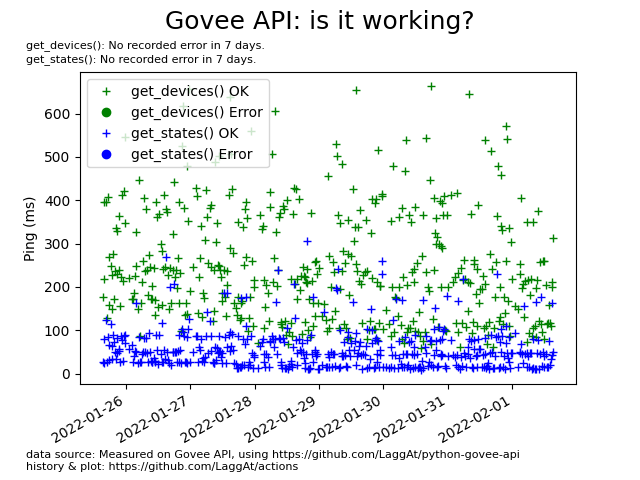 Govee API: is it working?
get_devices(): No recorded error in 7 days.
get_states(): No recorded error in 7 days.
get_devices() OK
get_devices() Error
get_states() OK
get_states() Error
Ping (ms)
600
500
400
300
200
100
0
2022-01-26
2022-01-27
2022-01-28
2022-01-29
2022-01-30
2022-01-31
2022-02-01
data source: Measured on Govee API, using https://github.com/LaggAt/python-govee-api
history & plot: https://github.com/LaggAt/actions